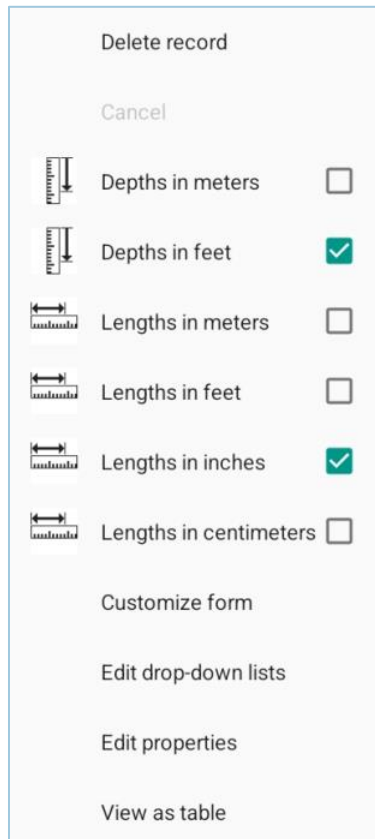 Delete record
Cancel
Depths in meters
Depths in feet
Lengths in meters
Lengths in feet
Lengths in inches
Lengths in centimeters
Customize form
Edit drop-down lists
Edit properties
View as table